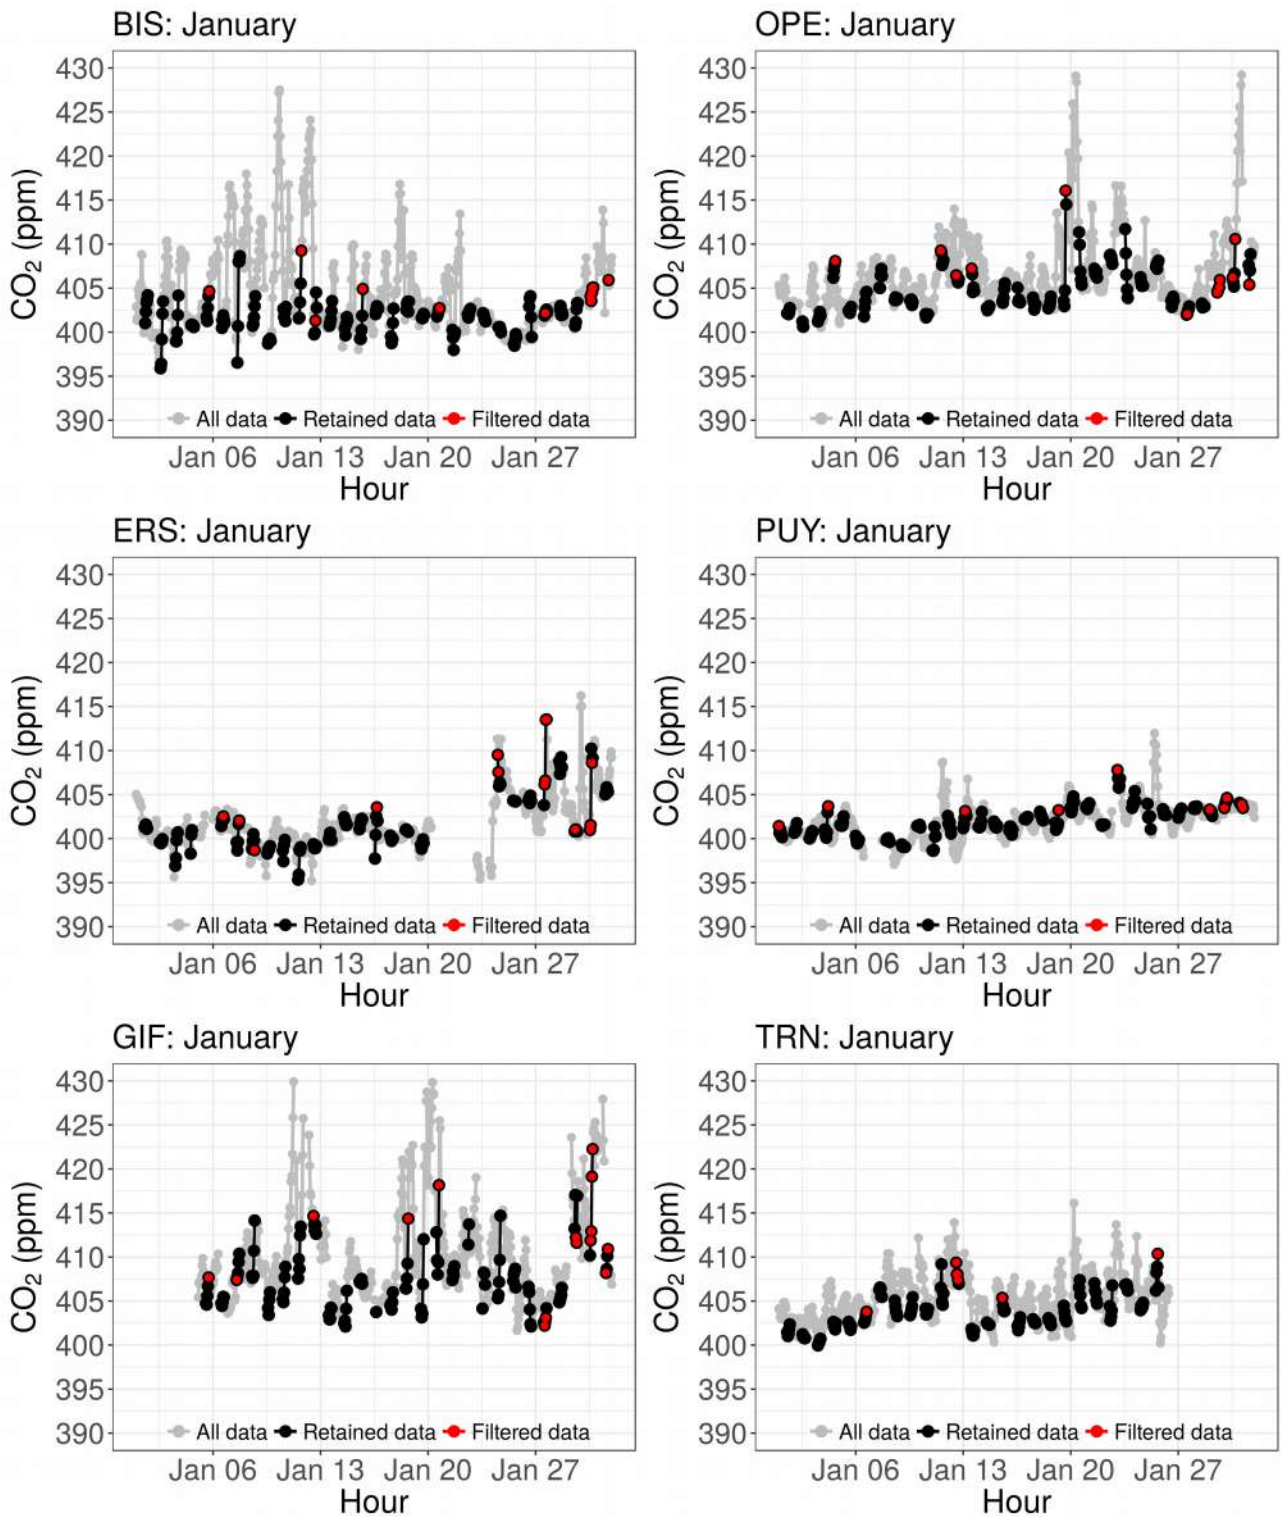 BIS: January
CO2 (ppm)
430
425
420
415
410
405
400
395
390
All data Retained data Filtered data
Jan 06 Jan 13 Jan 20 Jan 27
Hour
OPE: January
CO2 (ppm)
430
425
420
415
410
405
400
395
390
All data Retained data Filtered data
Jan 06 Jan 13 Jan 20 Jan 27
Hour
ERS: January
CO2 (ppm)
430
425
420
415
410
405
400
395
390
All data Retained data Filtered data
Jan 06 Jan 13 Jan 20 Jan 27
Hour
PUY: January
CO2 (ppm)
430
425
420
415
410
405
400
395
390
All data Retained data Filtered data
Jan 06 Jan 13 Jan 20 Jan 27
Hour
GIF: January
CO2 (ppm)
430
425
420
415
410
405
400
395
390
All data Retained data Filtered data
Jan 06 Jan 13 Jan 20 Jan 27
Hour
TRN: January
CO2 (ppm)
430
425
420
415
410
405
400
395
390
All data Retained data Filtered data
Jan 06 Jan 13 Jan 20 Jan 27
Hour